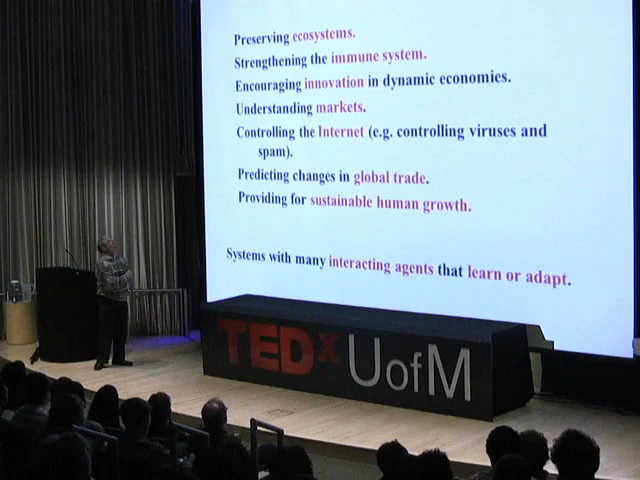 Preserving ecosystems.
Strengthening the immune system.
Encouraging innovation in dynamic economies.
Understanding markets.
Controlling the Internet (e.g. controlling viruses and
spam).
Predicting changes in global trade.
Providing for sustainable human growth.
Systems with many interacting agents that learn or adapt.
TEDx UofM